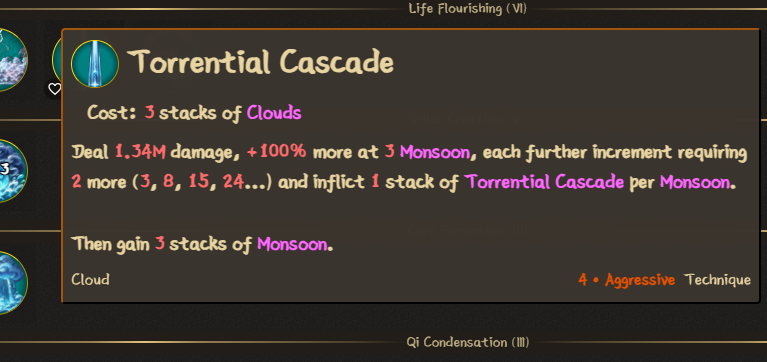 Life Flourishing (VI)
Torrential Cascade
Cost: 3 stacks of Clouds
Deal 1.34M damage, +100% more at 3 Monsoon, each further increment requiring
2 more (3, 8, 15, 24...) and inflict 1 stack of Torrential Cascade per Monsoon.
3
Then gain 3 stacks of Monsoon.
Cloud
4 • Aggressive Technique
Qi Condensation (III)